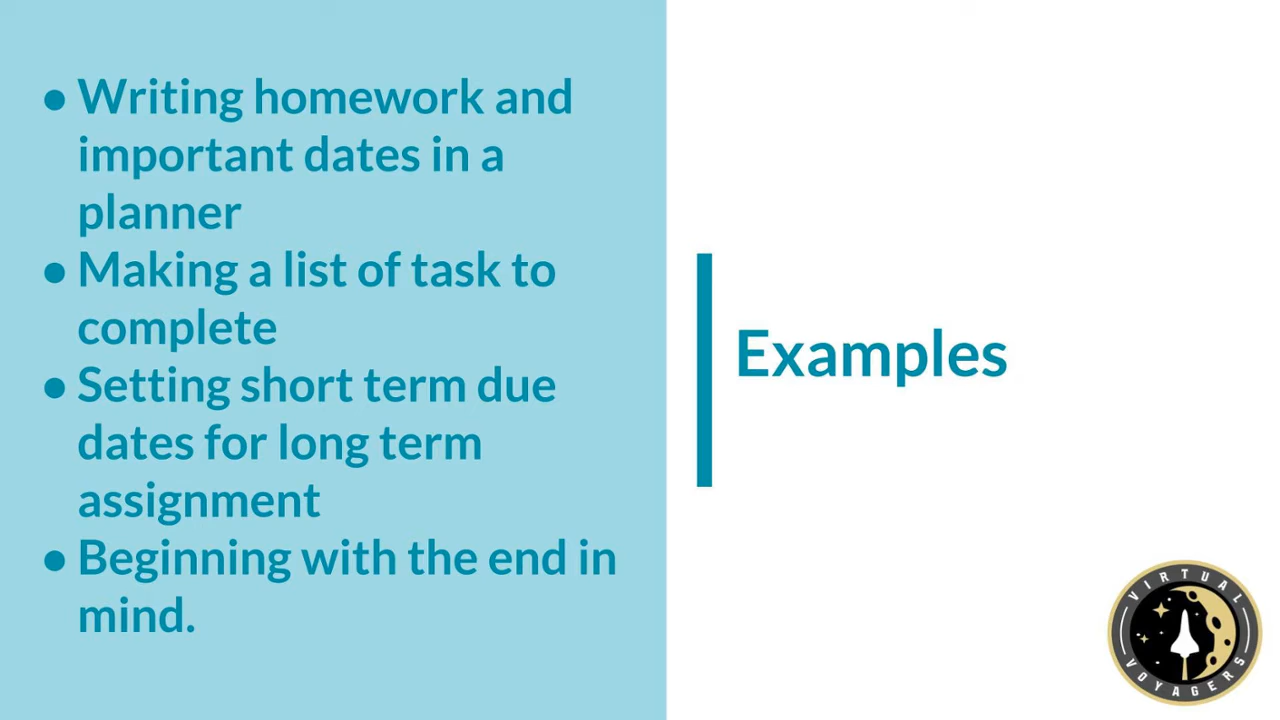 ● Writing homework and
important dates in a
planner
● Making a list of task to
complete
● Setting short term due
dates for long term
assignment
● Beginning with the end in
mind.
Examples
VIRTUAL
VOYAGERS